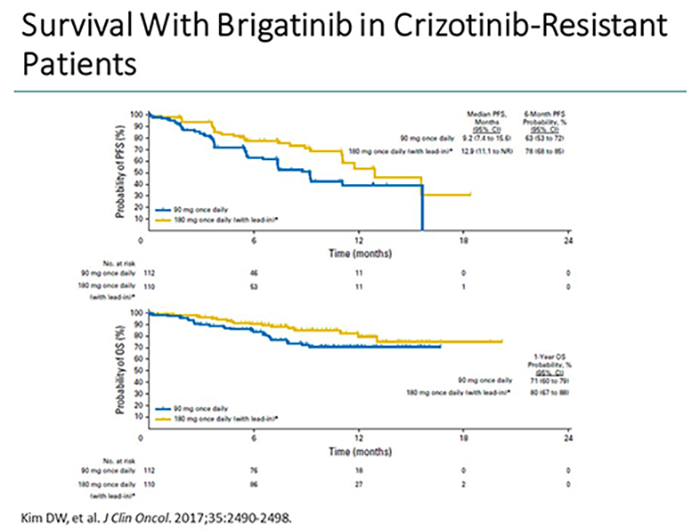 Survival With Brigatinib in Crizotinib-Resistant
Patients
Median PFS, 6-Month PFS
Months Probability, %
(95% CI) (95% CI)
90 mg once daily 9.2 (7.4 to 15.6) 63 (53 to 72)
180 mg once daily (with lead-in)* 12.9 (11.1 to NR) 78 (68 to 85)
Probability of PFS (%)
100
90
80
70
60
50
40
30
20
10
90 mg once daily
180 mg once daily (with lead-in)*
0 6 12 18 24
Time (months)
No. at risk
90 mg once daily 112 46 11 0 0
180 mg once daily 110 53 11 1 0
(with lead-in)*
Probability of OS (%)
100
90
80
70
60
50
40
30
20
10
1-Year OS
Probability, %
(95% CI)
90 mg once daily 71 (60 to 79)
180 mg once daily (with lead-in)* 80 (67 to 88)
90 mg once daily
180 mg once daily (with lead-in)*
0 6 12 18 24
Time (months)
No. at risk
90 mg once daily 112 76 18 0 0
180 mg once daily 110 86 27 2 0
(with lead-in)*
Kim DW, et al. J Clin Oncol. 2017;35:2490-2498.